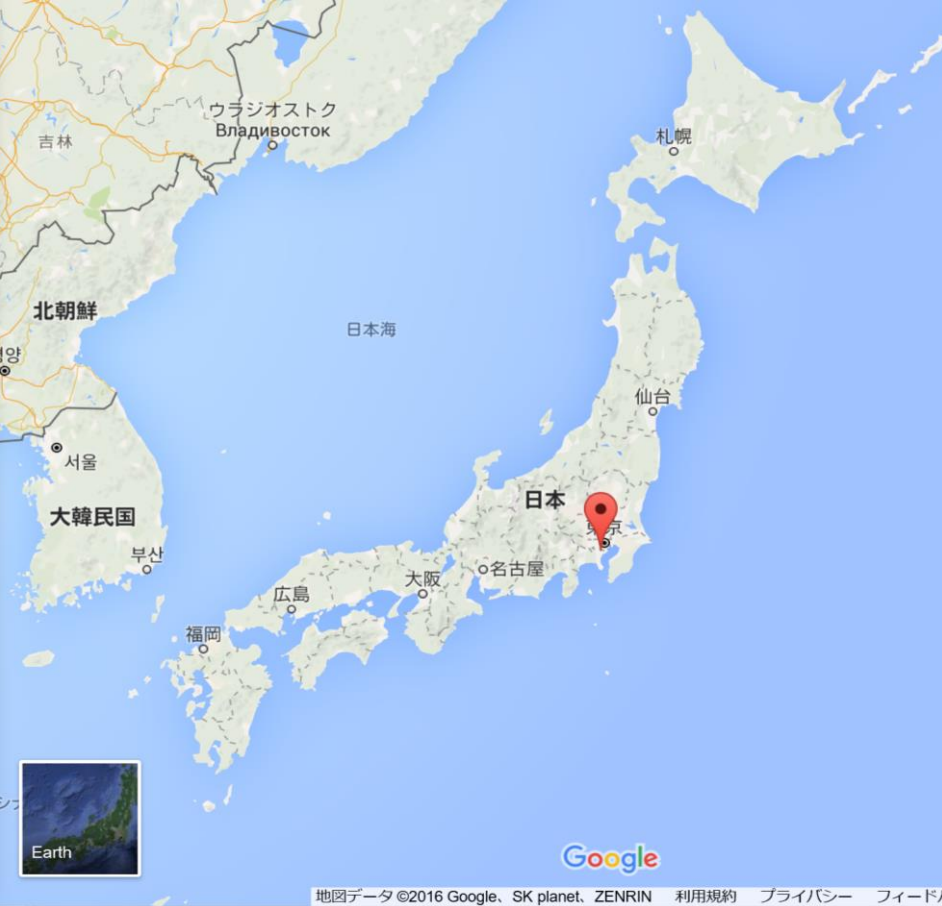 ウラジオストク
Владивосток
吉林
札幌
北朝鮮
日本海
仙台
서울
日本
大韓民国
東京
부산
名古屋
大阪
広島
福岡
Earth
Google
地図データ ©2016 Google、SK planet、ZENRIN 利用規約 プライバシー